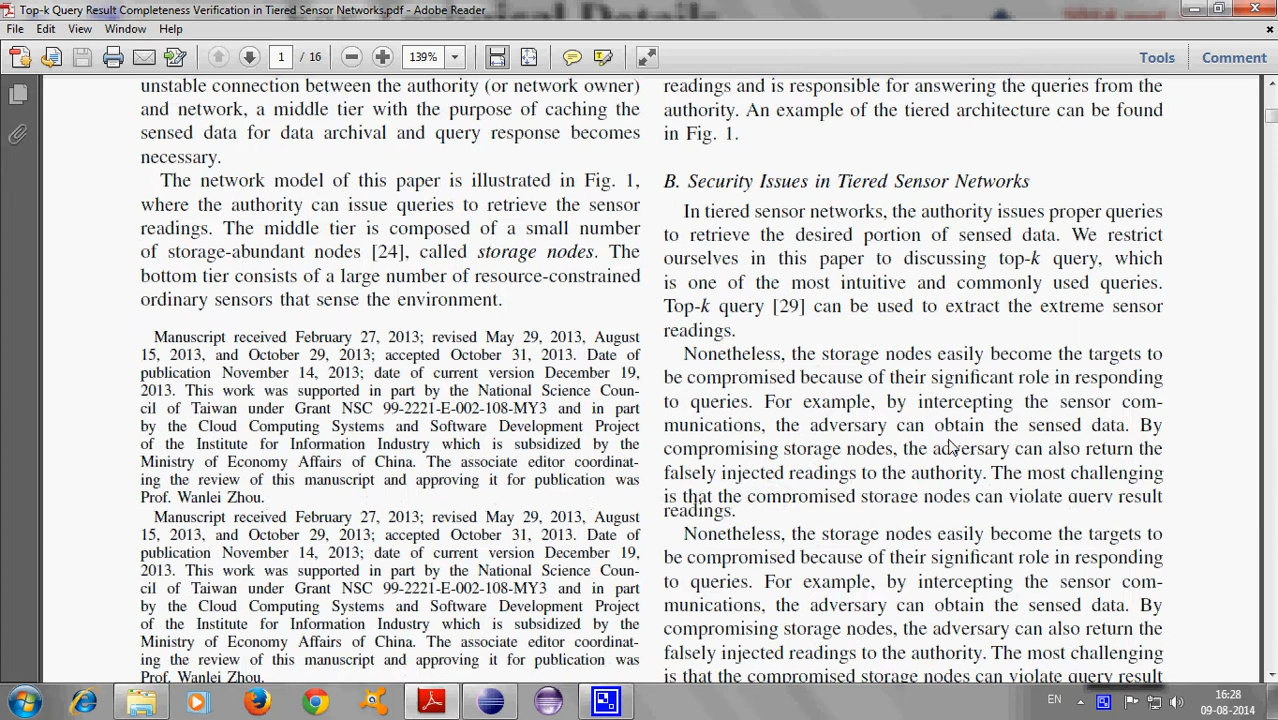 Top-k Query Result Completeness Verification in Tiered Sensor Networks.pdf - Adobe Reader
File Edit View Window Help
1 / 16 139% Tools Comment
unstable connection between the authority (or network owner)
and network, a middle tier with the purpose of caching the
sensed data for data archival and query response becomes
necessary.
The network model of this paper is illustrated in Fig. 1,
where the authority can issue queries to retrieve the sensor
readings. The middle tier is composed of a small number
of storage-abundant nodes [24], called storage nodes. The
bottom tier consists of a large number of resource-constrained
ordinary sensors that sense the environment.
Manuscript received February 27, 2013; revised May 29, 2013, August
15, 2013, and October 29, 2013; accepted October 31, 2013. Date of
publication November 14, 2013; date of current version December 19,
2013. This work was supported in part by the National Science Coun-
cil of Taiwan under Grant NSC 99-2221-E-002-108-MY3 and in part
by the Cloud Computing Systems and Software Development Project
of the Institute for Information Industry which is subsidized by the
Ministry of Economy Affairs of China. The associate editor coordinat-
ing the review of this manuscript and approving it for publication was
Prof. Wanlei Zhou.
Manuscript received February 27, 2013; revised May 29, 2013, August
15, 2013, and October 29, 2013; accepted October 31, 2013. Date of
publication November 14, 2013; date of current version December 19,
2013. This work was supported in part by the National Science Coun-
cil of Taiwan under Grant NSC 99-2221-E-002-108-MY3 and in part
by the Cloud Computing Systems and Software Development Project
of the Institute for Information Industry which is subsidized by the
Ministry of Economy Affairs of China. The associate editor coordinat-
ing the review of this manuscript and approving it for publication was
Prof. Wanlei Zhou.
readings and is responsible for answering the queries from the
authority. An example of the tiered architecture can be found
in Fig. 1.
B. Security Issues in Tiered Sensor Networks
In tiered sensor networks, the authority issues proper queries
to retrieve the desired portion of sensed data. We restrict
ourselves in this paper to discussing top-k query, which
is one of the most intuitive and commonly used queries.
Top-k query [29] can be used to extract the extreme sensor
readings.
Nonetheless, the storage nodes easily become the targets to
be compromised because of their significant role in responding
to queries. For example, by intercepting the sensor com-
munications, the adversary can obtain the sensed data. By
compromising storage nodes, the adversary can also return the
falsely injected readings to the authority. The most challenging
is that the compromised storage nodes can violate query result
readings.
Nonetheless, the storage nodes easily become the targets to
be compromised because of their significant role in responding
to queries. For example, by intercepting the sensor com-
munications, the adversary can obtain the sensed data. By
compromising storage nodes, the adversary can also return the
falsely injected readings to the authority. The most challenging
is that the compromised storage nodes can violate query result
EN
16:28
09-08-2014